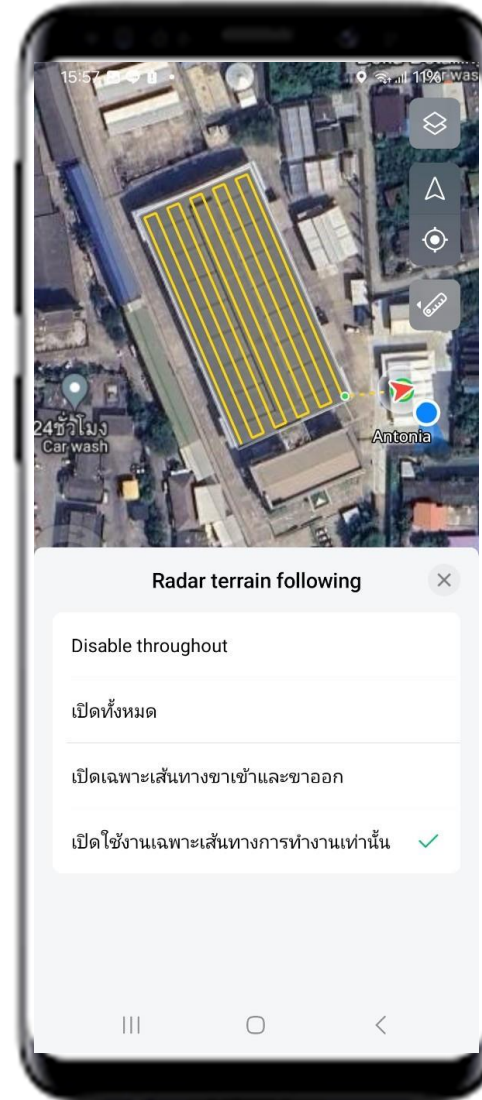 15:57
11%
24ชั่วโมง
Car wash
Antonia
Radar terrain following
Disable throughout
เปิดทั้งหมด
เปิดเฉพาะเส้นทางขาเข้าและขาออก
เปิดใช้งานเฉพาะเส้นทางการทำงานเท่านั้น